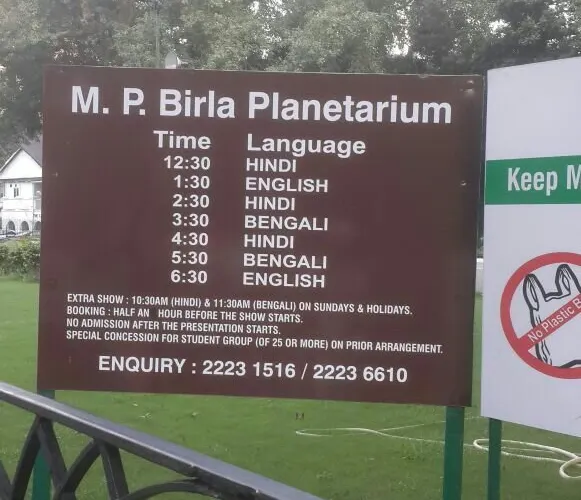 M. P. Birla Planetarium
Time Language
12:30 HINDI
1:30 ENGLISH
2:30 HINDI
3:30 BENGALI
4:30 HINDI
5:30 BENGALI
6:30 ENGLISH
EXTRA SHOW : 10:30AM (HINDI) & 11:30AM (BENGALI) ON SUNDAYS & HOLIDAYS.
BOOKING : HALF AN HOUR BEFORE THE SHOW STARTS.
NO ADMISSION AFTER THE PRESENTATION STARTS.
SPECIAL CONCESSION FOR STUDENT GROUP (OF 25 OR MORE) ON PRIOR ARRANGEMENT.
ENQUIRY : 2223 1516 / 2223 6610
Keep
No Plastic